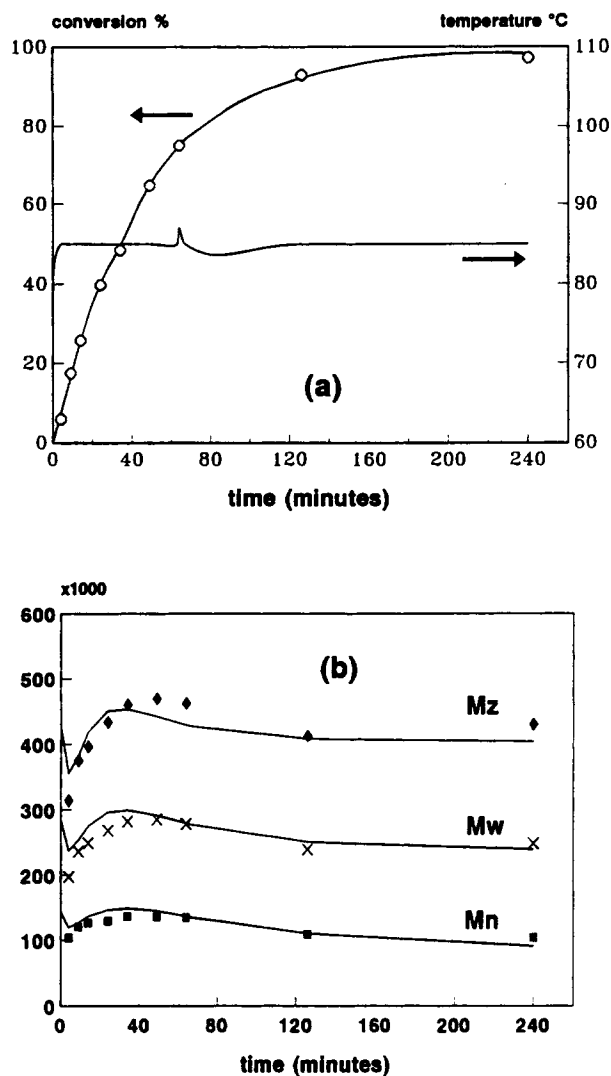 conversion % temperature °C
100 110
80 100
60 90
40 80
20 70
0 60
(a)
0 40 80 120 160 200 240
time (minutes)
x1000
600
500
400
300
200
100
0
(b)
Mz
Mw
Mn
0 40 80 120 160 200 240
time (minutes)